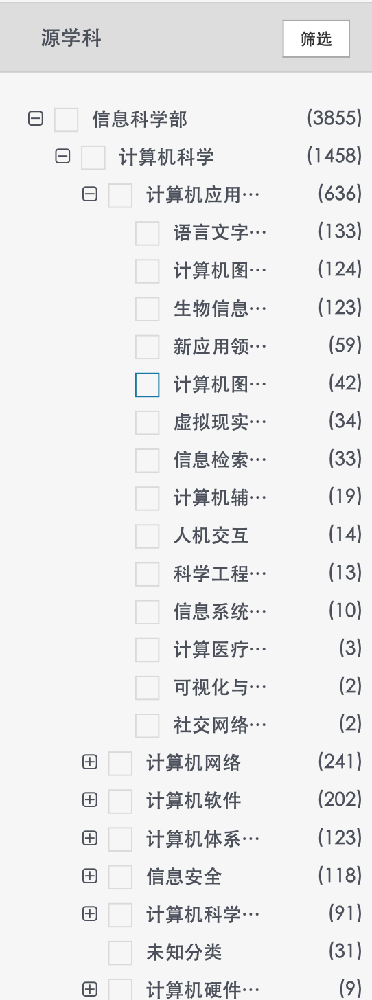 源学科 筛选
信息科学部 (3855)
计算机科学 (1458)
计算机应用··· (636)
语言文字··· (133)
计算机图··· (124)
生物信息··· (123)
新应用领··· (59)
计算机图··· (42)
虚拟现实··· (34)
信息检索··· (33)
计算机辅··· (19)
人机交互 (14)
科学工程··· (13)
信息系统··· (10)
计算医疗··· (3)
可视化与··· (2)
社交网络··· (2)
计算机网络 (241)
计算机软件 (202)
计算机体系··· (123)
信息安全 (118)
计算机科学··· (91)
未知分类 (31)
计算机硬件··· (9)